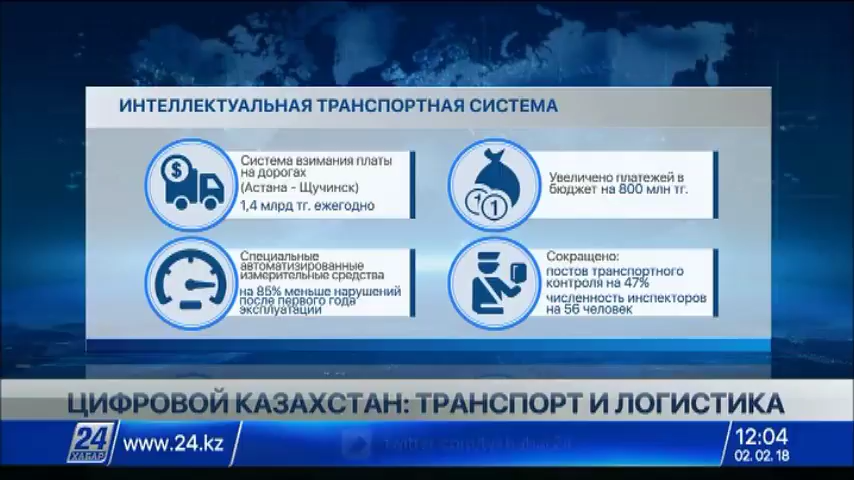 ИНТЕЛЛЕКТУАЛЬНАЯ ТРАНСПОРТНАЯ СИСТЕМА
$
Система взимания платы
на дорогах
(Астана - Щучинск)
1,4 млрд тг. ежегодно
1 1
Увеличено платежей в
бюджет на 800 млн тг.
Специальные
автоматизированные
измерительные средства
на 85% меньше нарушений
после первого года
эксплуатации
Сокращено:
постов транспортного
контроля на 47%
численность инспекторов
на 56 человек
ЦИФРОВОЙ КАЗАХСТАН: ТРАНСПОРТ И ЛОГИСТИКА
24
ХАБАР
www.24.kz
12:04
02. 02. 18